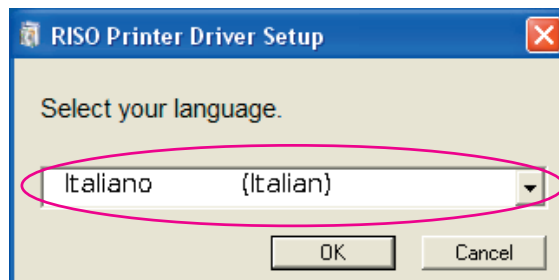 RISO Printer Driver Setup
Select your language.
Italiano (Italian)
OK Cancel